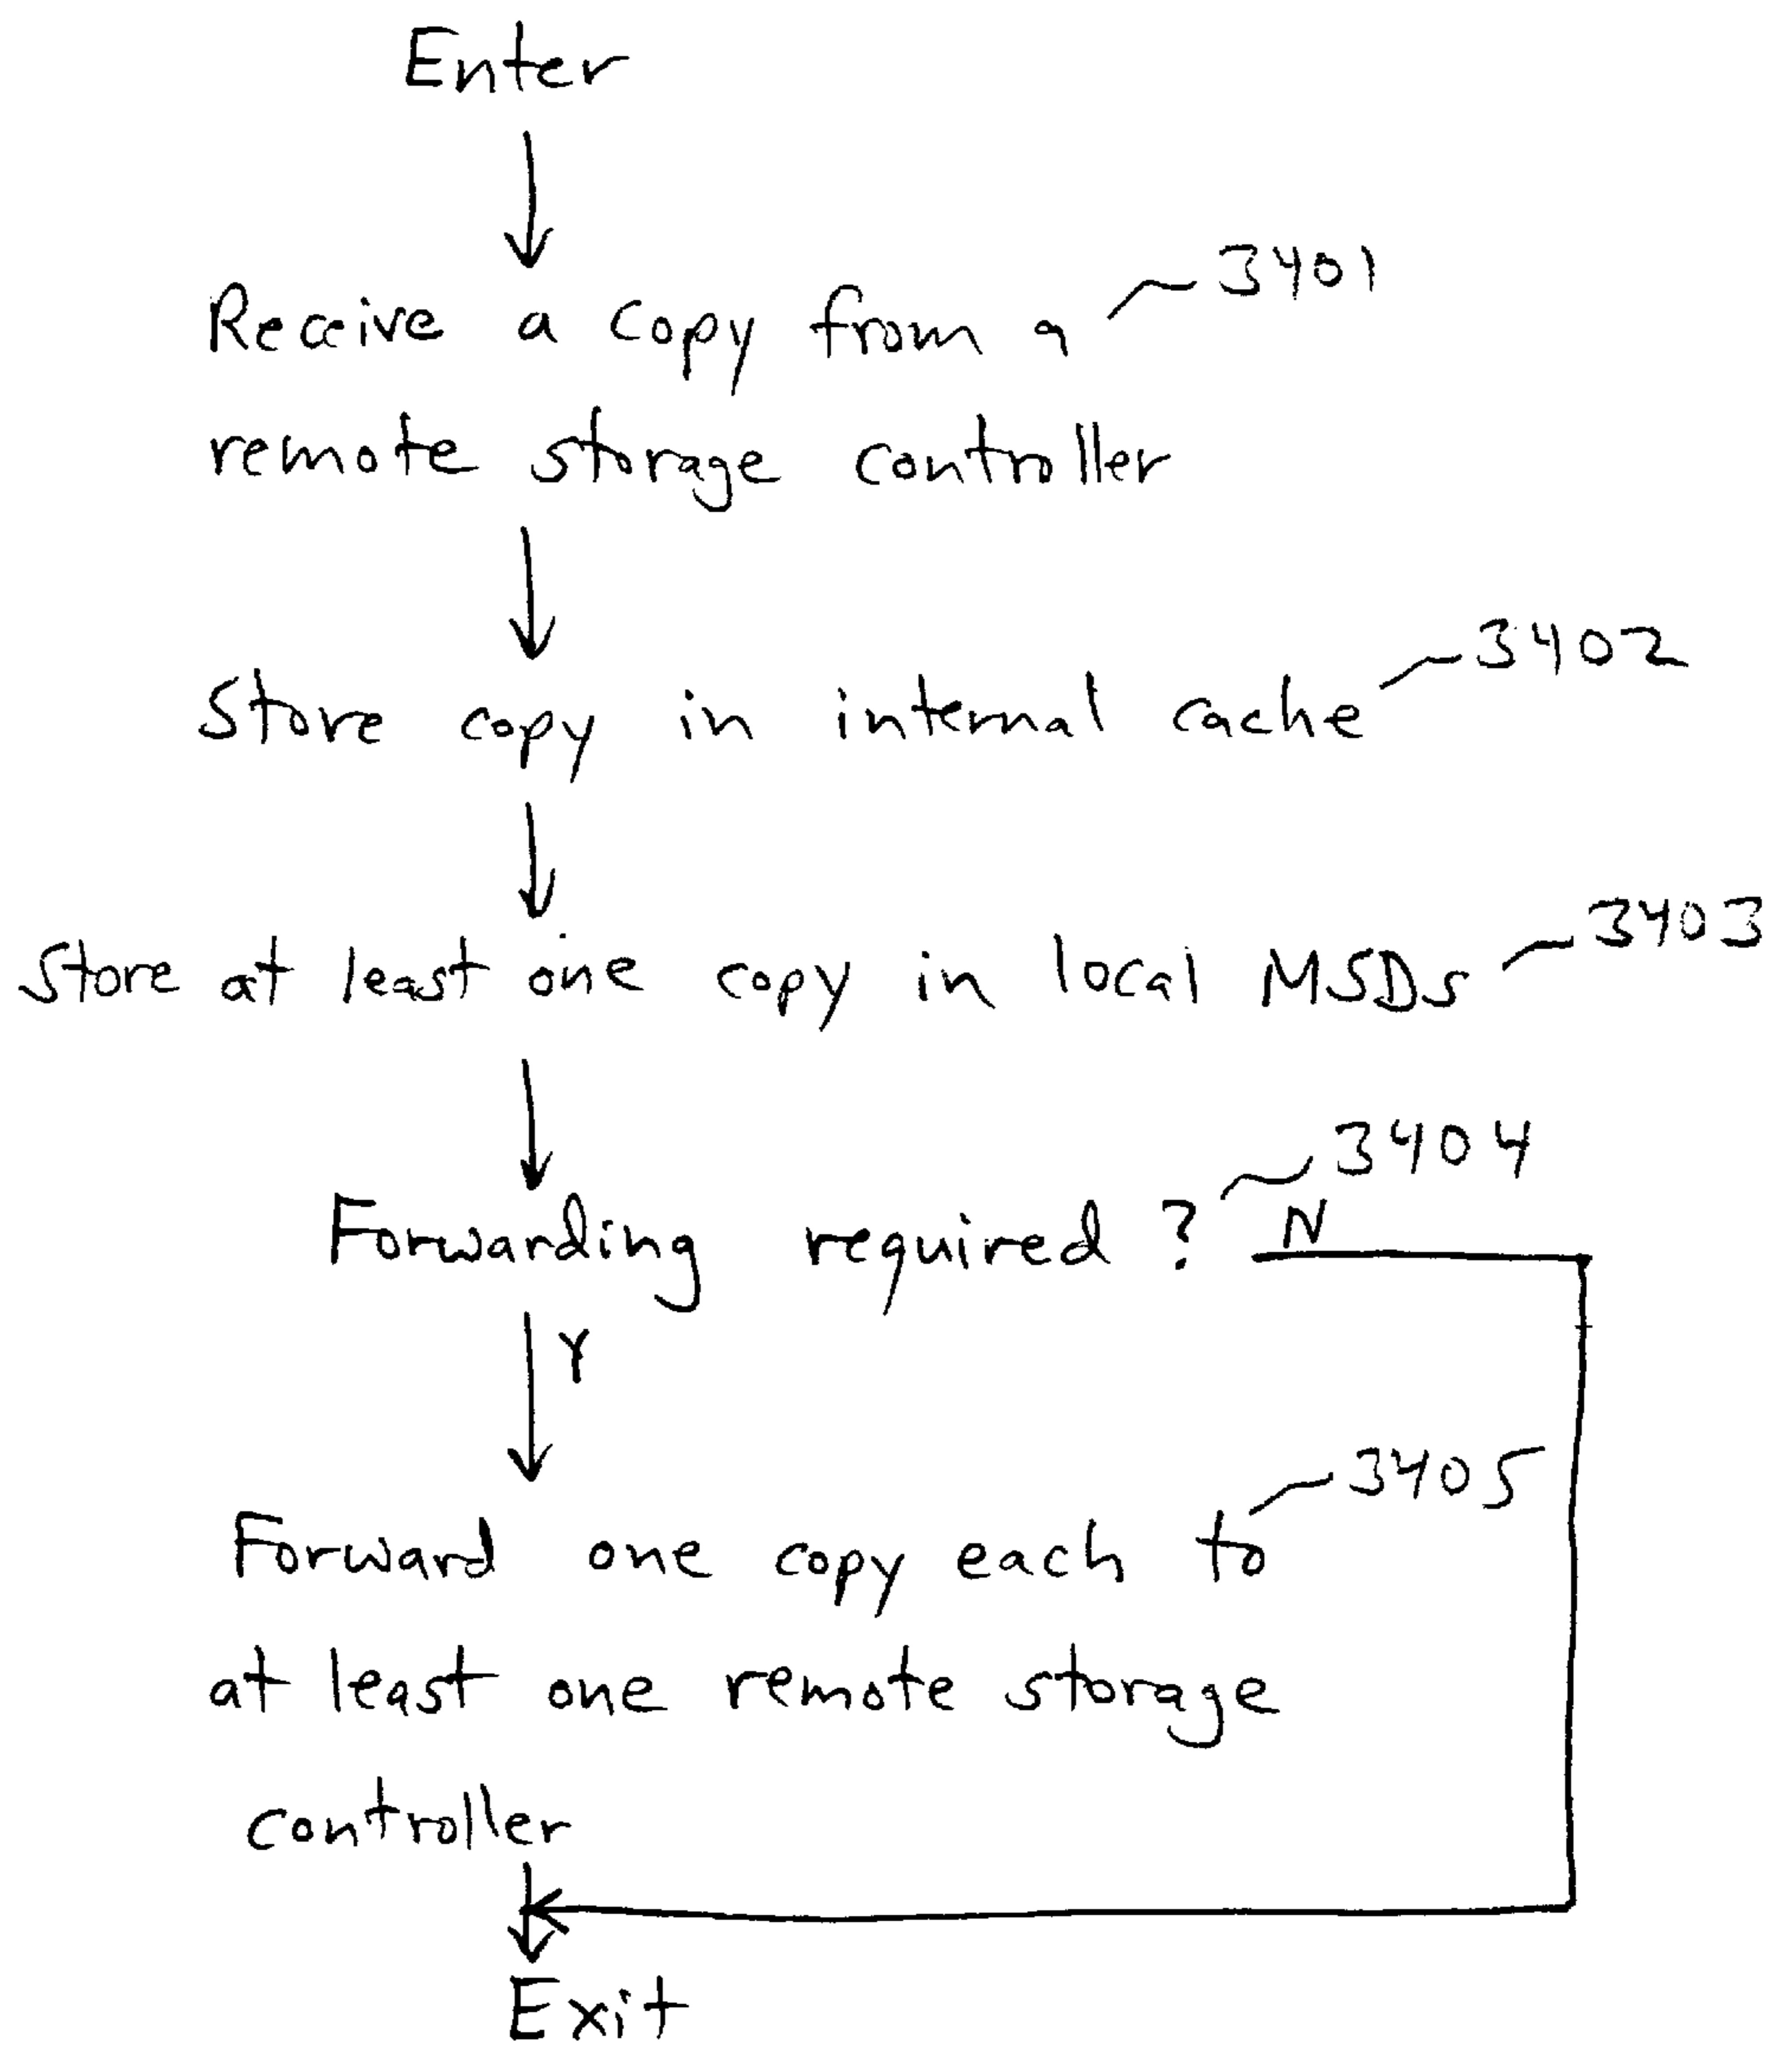 Enter
3401
Receive a copy from a
remote storage controller
3402
Store copy in internal cache
3403
Store at least one copy in local MSDs
3404
Forwarding required ? N
Y
3405
Forward one copy each to
at least one remote storage
controller
Exit